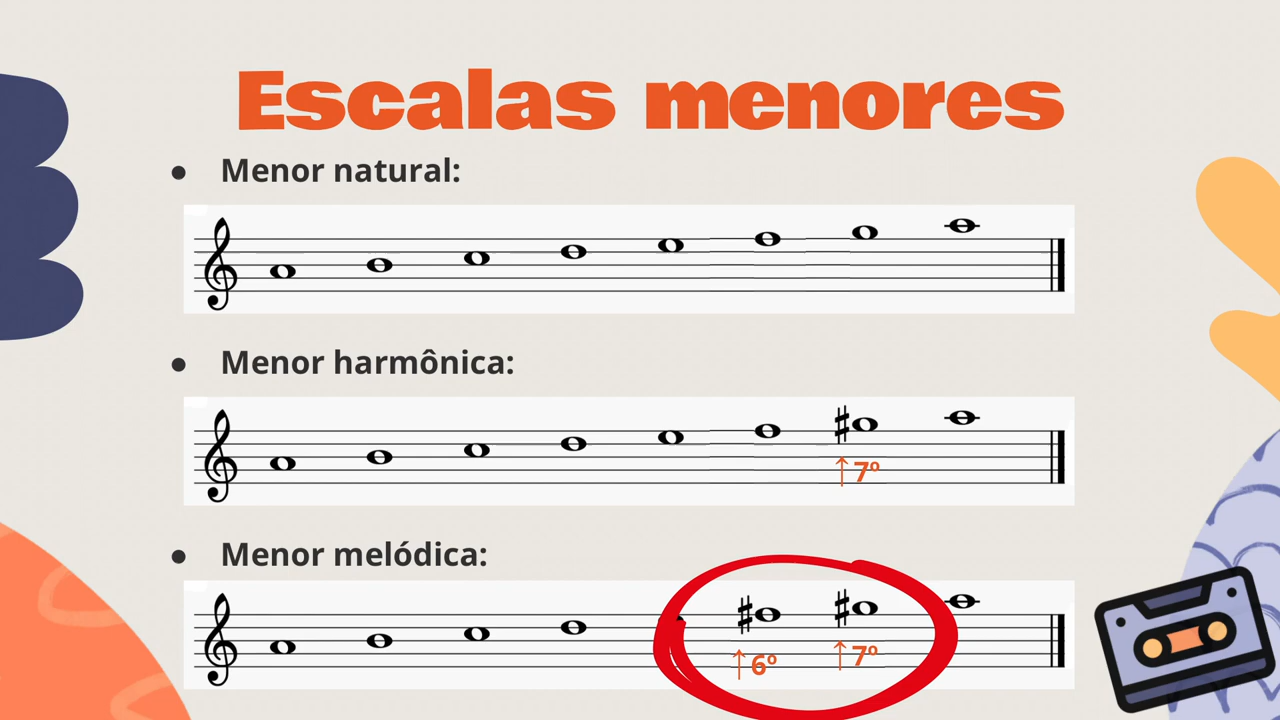 Escalas menores
● Menor natural:
● Menor harmônica:
↑7º
● Menor melódica:
↑6º ↑7º